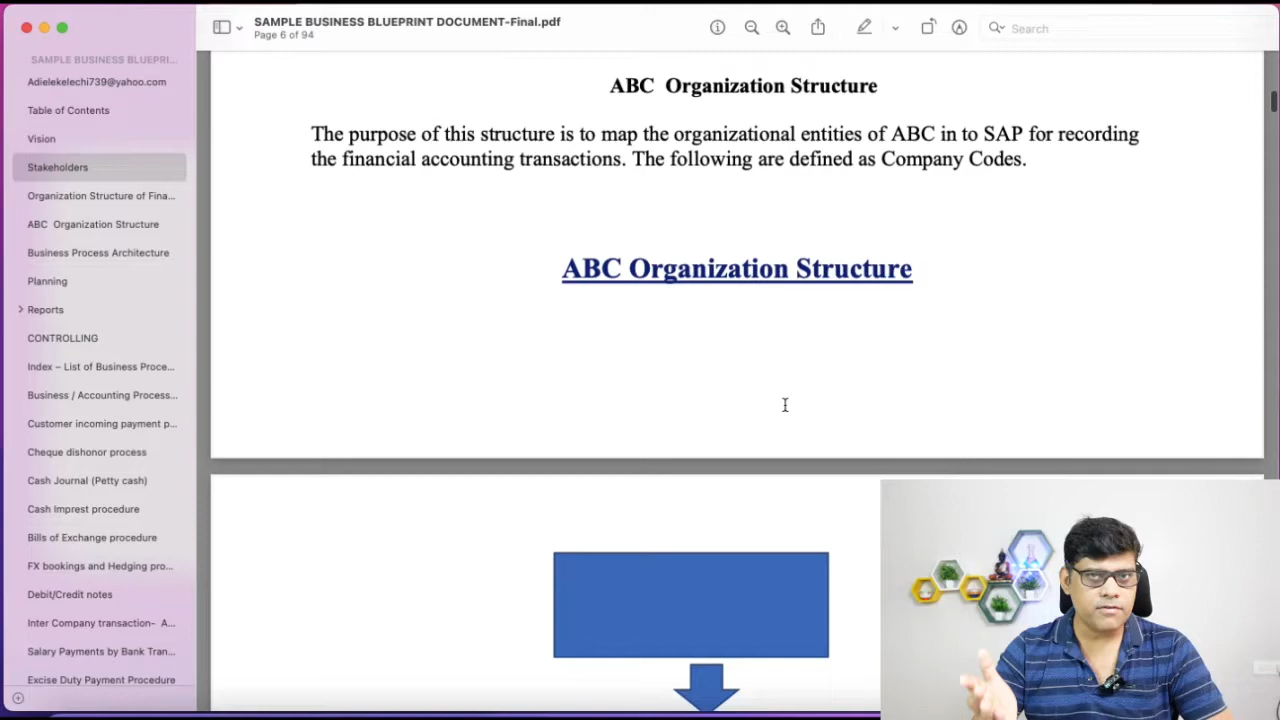 SAMPLE BUSINESS BLUEPRINT DOCUMENT-Final.pdf
Page 6 of 94
Search
SAMPLE BUSINESS BLUEPRI...
Adielekelechi739@yahoo.com
Table of Contents
Vision
Stakeholders
Organization Structure of Fina...
ABC Organization Structure
Business Process Architecture
Planning
Reports
CONTROLLING
Index – List of Business Proce...
Business / Accounting Process...
Customer incoming payment p...
Cheque dishonor process
Cash Journal (Petty cash)
Cash Imprest procedure
Bills of Exchange procedure
FX bookings and Hedging pro...
Debit/Credit notes
Inter Company transaction- A...
Salary Payments by Bank Tran...
Excise Duty Payment Procedure
ABC Organization Structure
The purpose of this structure is to map the organizational entities of ABC in to SAP for recording
the financial accounting transactions. The following are defined as Company Codes.
ABC Organization Structure